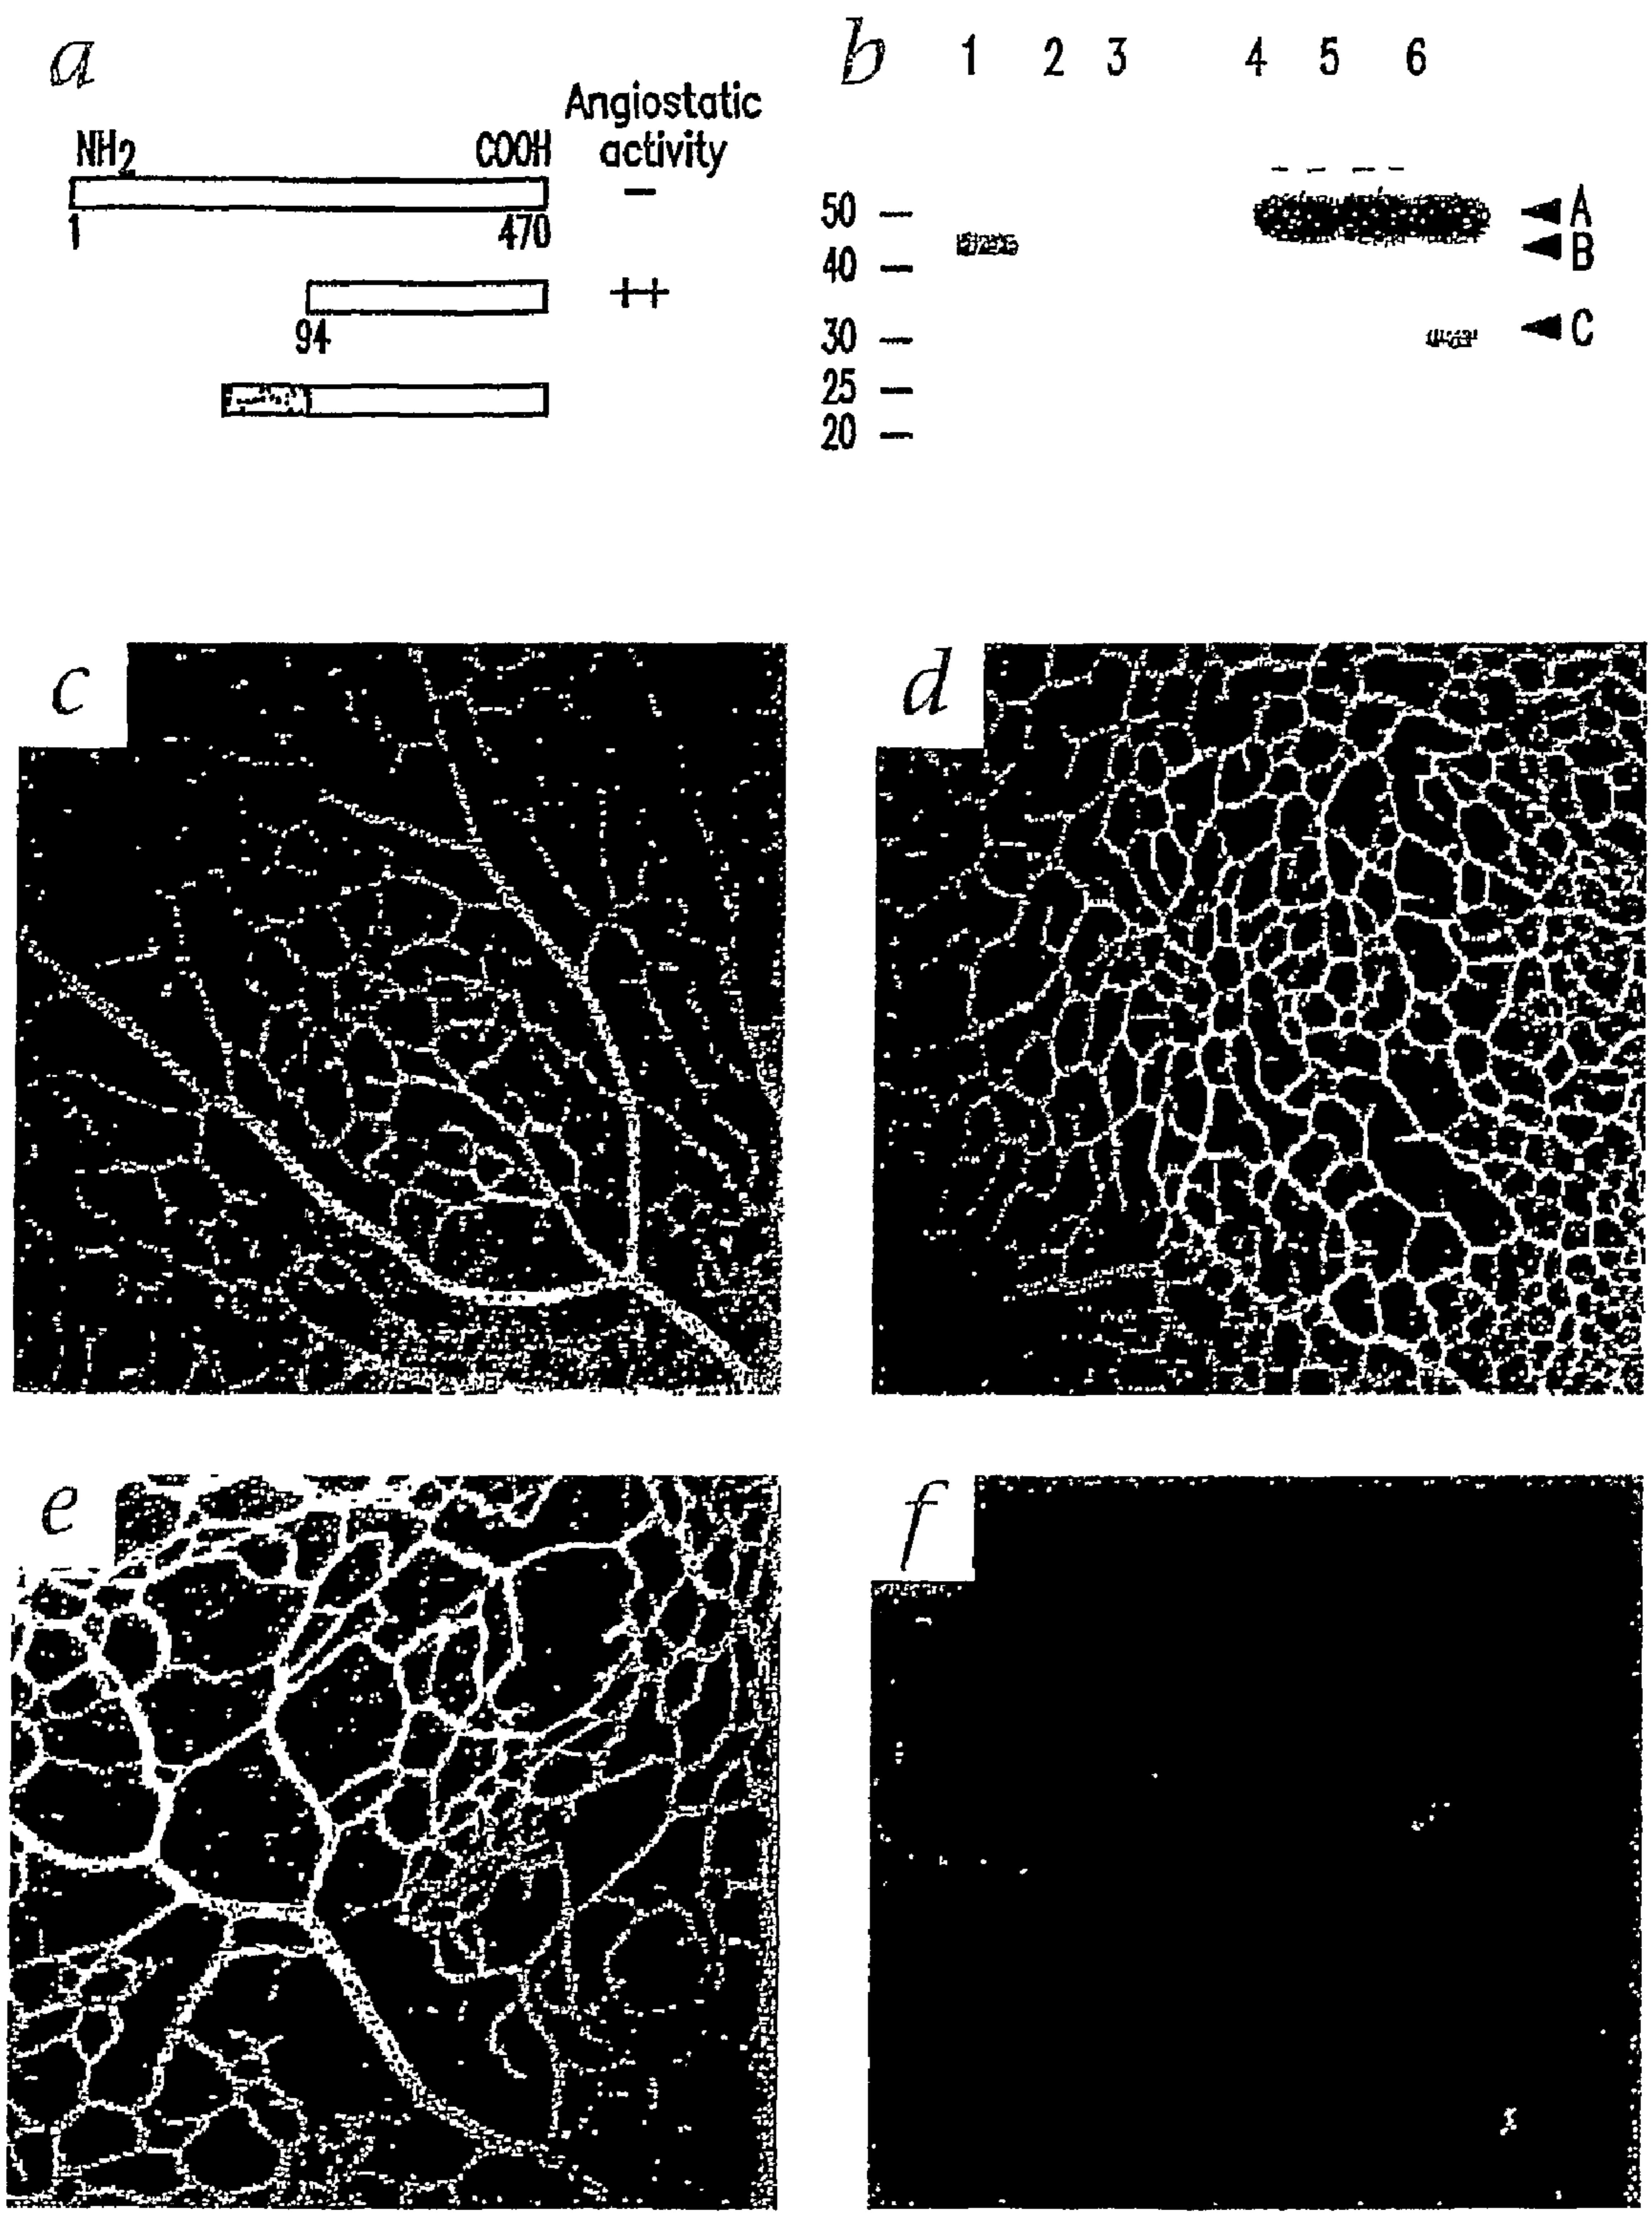 a
Angiostatic
activity
NH2
COOH
−
1
470
++
94
b
1 2 3 4 5 6
50
40
30
25
20
A
B
C
c
d
e
f